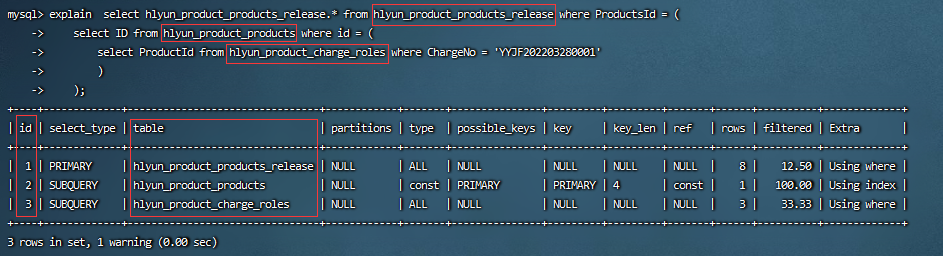 mysql> explain  select hlyun_product_products_release.* from hlyun_product_products_release where ProductsId = (
    ->     select ID from hlyun_product_products where id = (
    ->         select ProductId from hlyun_product_charge_roles where ChargeNo = 'YYJF202203280001'
    ->         )
    ->     );
+----+-------------+--------------------------------+------------+-------+---------------+---------+---------+-------+------+----------+-------------+
| id | select_type | table                          | partitions | type  | possible_keys | key     | key_len | ref   | rows | filtered | Extra       |
+----+-------------+--------------------------------+------------+-------+---------------+---------+---------+-------+------+----------+-------------+
|  1 | PRIMARY     | hlyun_product_products_release | NULL       | ALL   | NULL          | NULL    | NULL    | NULL  |    8 |    12.50 | Using where |
|  2 | SUBQUERY    | hlyun_product_products         | NULL       | const | PRIMARY       | PRIMARY | 4       | const |    1 |   100.00 | Using index |
|  3 | SUBQUERY    | hlyun_product_charge_roles     | NULL       | ALL   | NULL          | NULL    | NULL    | NULL  |    3 |    33.33 | Using where |
+----+-------------+--------------------------------+------------+-------+---------------+---------+---------+-------+------+----------+-------------+
3 rows in set, 1 warning (0.00 sec)